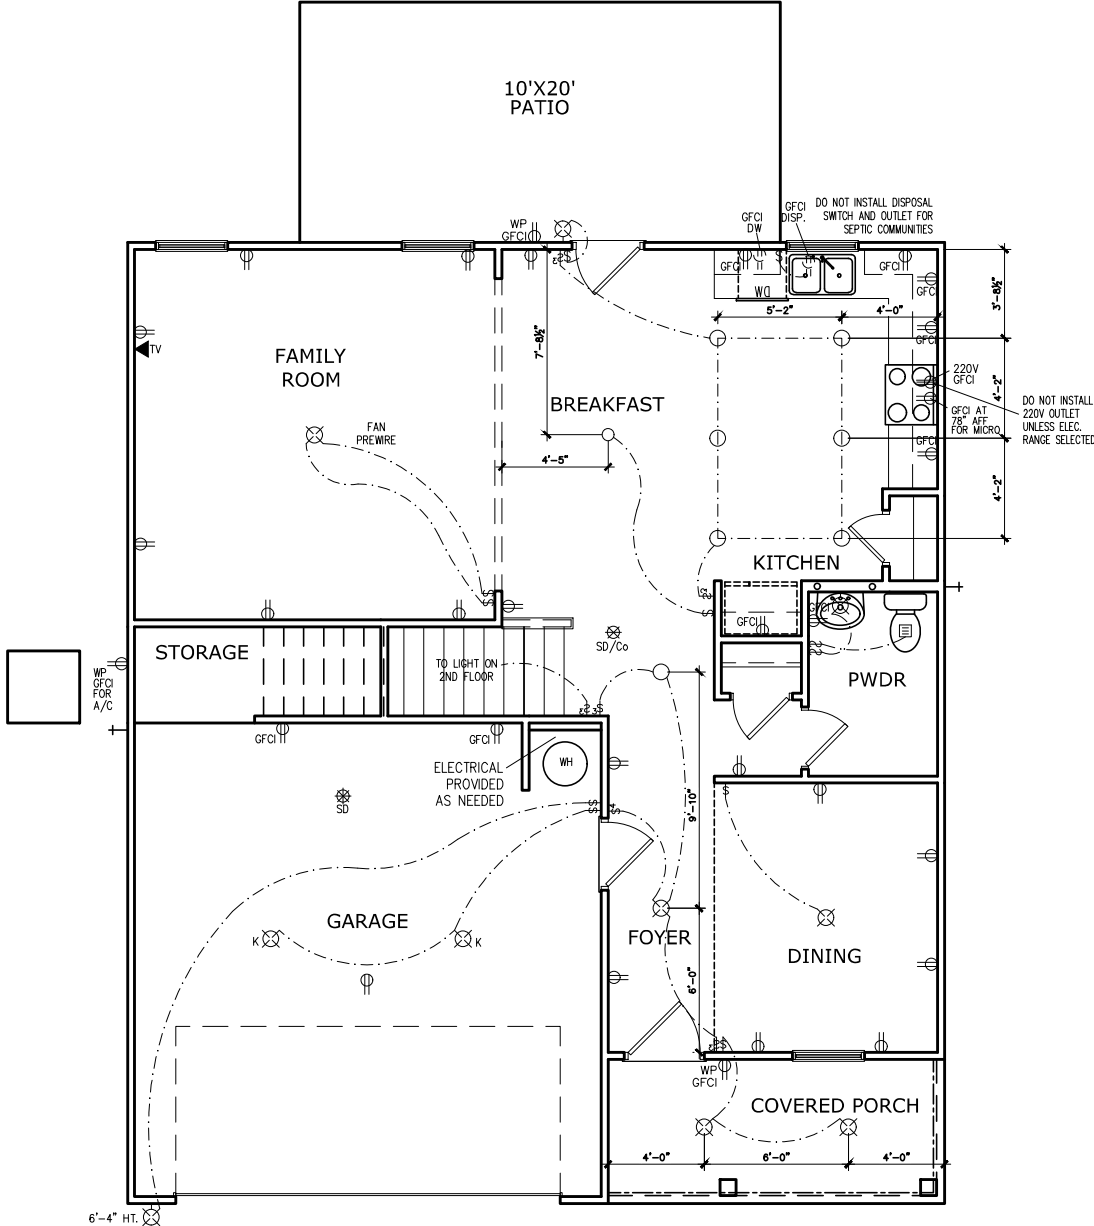 10'X20'
PATIO
WP
GFCI
GFCI
DW
GFCI
DISP.
DO NOT INSTALL DISPOSAL
SWITCH AND OUTLET FOR
SEPTIC COMMUNITIES
GFCI
GFCI
GFCI
DW
3'-8½"
5'-2"
4'-0"
7'-8½"
TV
FAMILY
ROOM
GFCI
220V
GFCI
4'-2"
BREAKFAST
GFCI AT
78" AFF
FOR MICRO
DO NOT INSTALL
220V OUTLET
UNLESS ELEC.
RANGE SELECTED
FAN
PREWIRE
GFCI
4'-5"
4'-2"
KITCHEN
GFCI
GFCI
SD/Co
STORAGE
TO LIGHT ON
2ND FLOOR
WP
GFCI
FOR
A/C
PWDR
GFCI
GFCI
ELECTRICAL
PROVIDED
AS NEEDED
WH
SD
9'-10"
GARAGE
K
K
FOYER
DINING
6'-0"
WP
GFCI
COVERED PORCH
4'-0"
6'-0"
4'-0"
6'-4" HT.